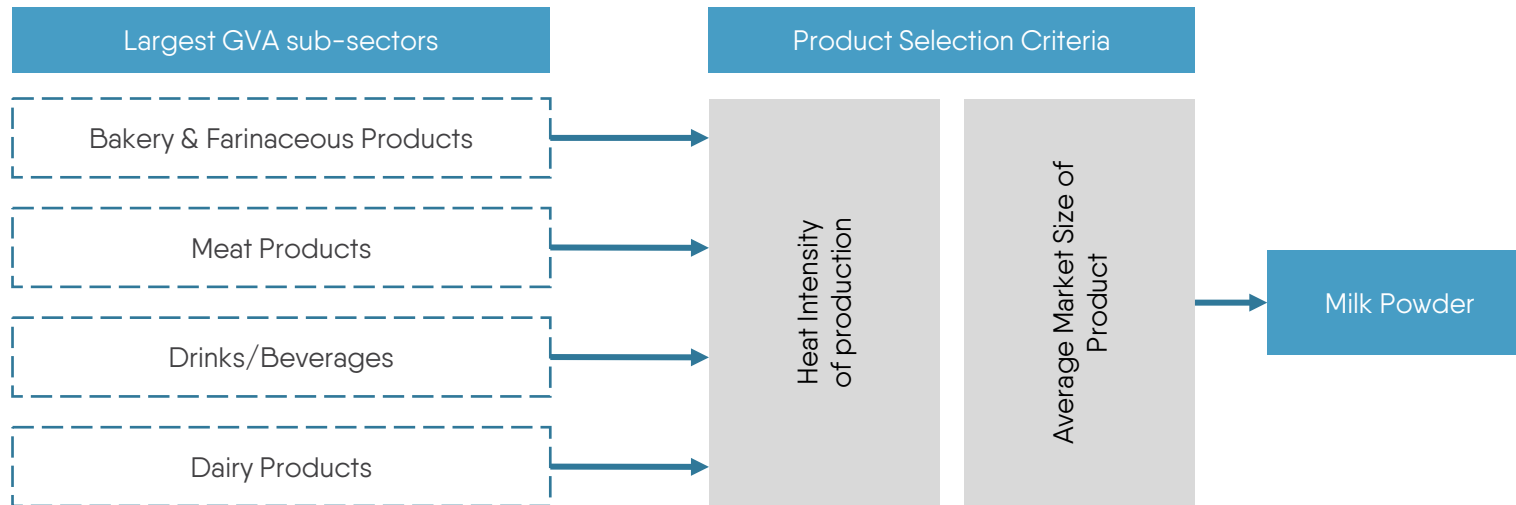 Largest GVA sub-sectors
Product Selection Criteria
Bakery & Farinaceous Products
Meat Products
Drinks/Beverages
Dairy Products
Heat Intensity
of production
Average Market Size of
Product
Milk Powder